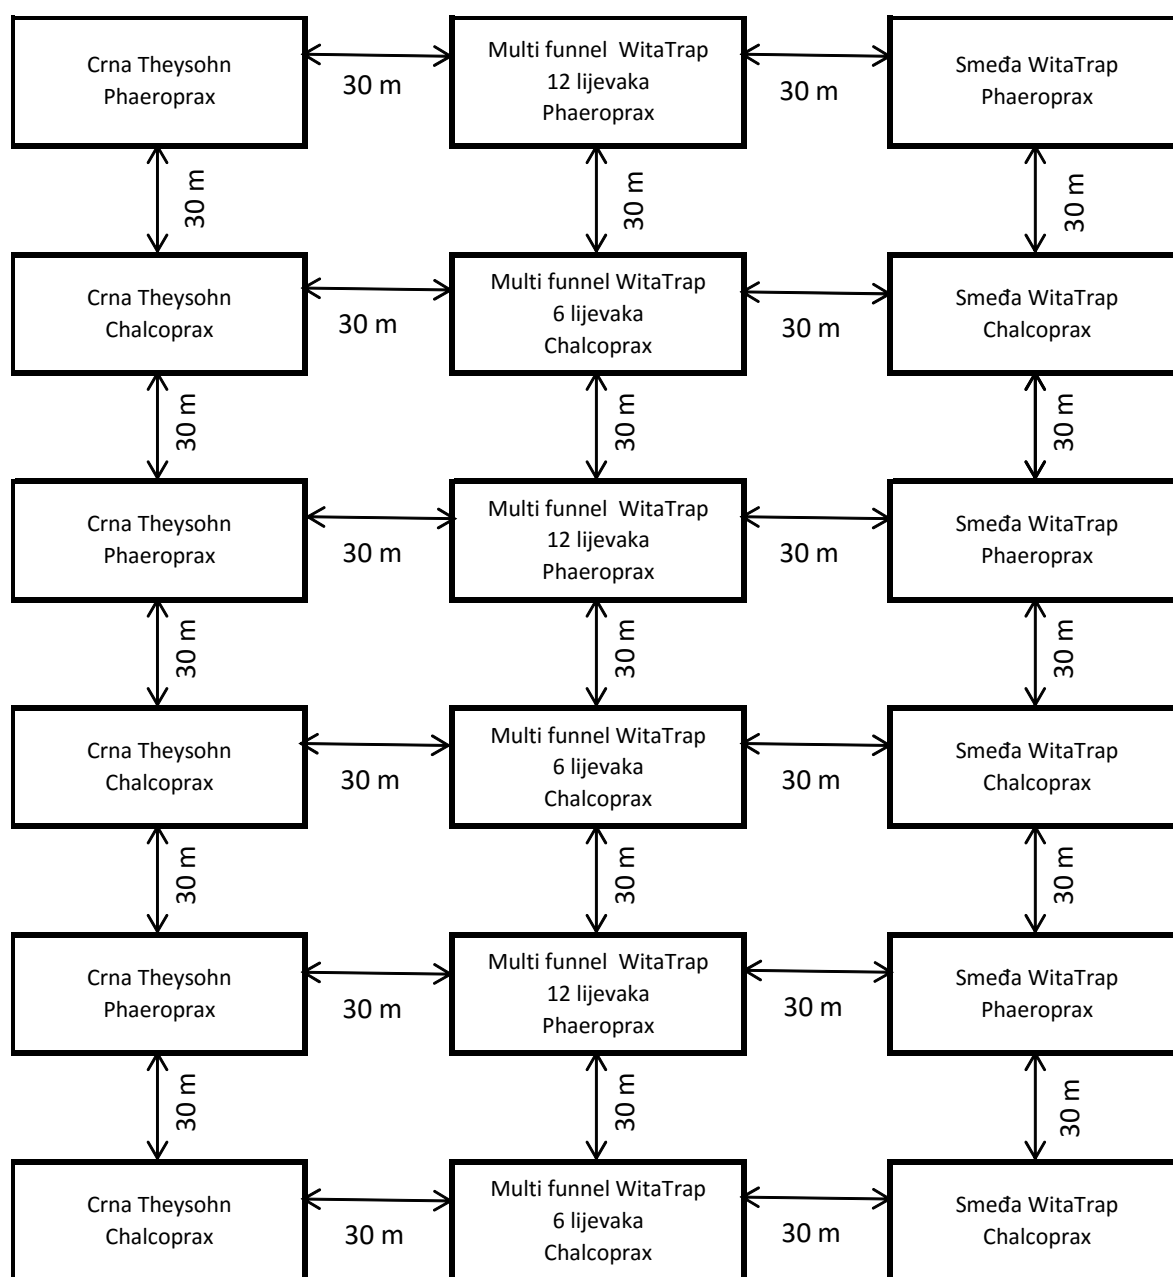 Crna Theysohn
Phaeroprax
30 m
Multi funnel WitaTrap
12 lijevaka
Phaeroprax
30 m
Smeđa WitaTrap
Phaeroprax
30 m
30 m
30 m
Crna Theysohn
Chalcoprax
30 m
Multi funnel WitaTrap
6 lijevaka
Chalcoprax
30 m
Smeđa WitaTrap
Chalcoprax
30 m
30 m
30 m
Crna Theysohn
Phaeroprax
30 m
Multi funnel WitaTrap
12 lijevaka
Phaeroprax
30 m
Smeđa WitaTrap
Phaeroprax
30 m
30 m
30 m
Crna Theysohn
Chalcoprax
30 m
Multi funnel WitaTrap
6 lijevaka
Chalcoprax
30 m
Smeđa WitaTrap
Chalcoprax
30 m
30 m
30 m
Crna Theysohn
Phaeroprax
30 m
Multi funnel WitaTrap
12 lijevaka
Phaeroprax
30 m
Smeđa WitaTrap
Phaeroprax
30 m
30 m
30 m
Crna Theysohn
Chalcoprax
30 m
Multi funnel WitaTrap
6 lijevaka
Chalcoprax
30 m
Smeđa WitaTrap
Chalcoprax